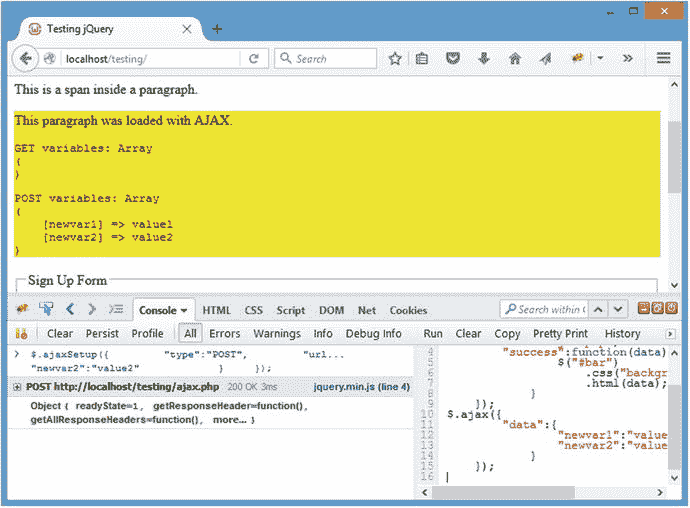 Testing jQuery
localhost/testing/
Search
This is a span inside a paragraph.
This paragraph was loaded with AJAX.
GET variables: Array
{
}
POST variables: Array
{
[newvar1] => value1
[newvar2] => value2
}
Sign Up Form
Console HTML CSS Script DOM Net Cookies
Search within
Clear Persist Profile All Errors Warnings Info Debug Info
Run Clear Copy Pretty Print History
> $.ajaxSetup({ "type":"POST", "url...
"newvar2":"value2" } });
POST http://localhost/testing/ajax.php 200 OK 3ms jquery.min.js (line 4)
Object { readyState=1, getResponseHeader=function(),
getAllResponseHeaders=function(), more... }
4
5 "success":function(data)
6 $("#bar")
7 .css("backgr
8 .html(data);
9 }
10 });
11 $.ajax({
12 "data":{
13 "newvar1":"value
14 "newvar2":"value
15 }
16 });